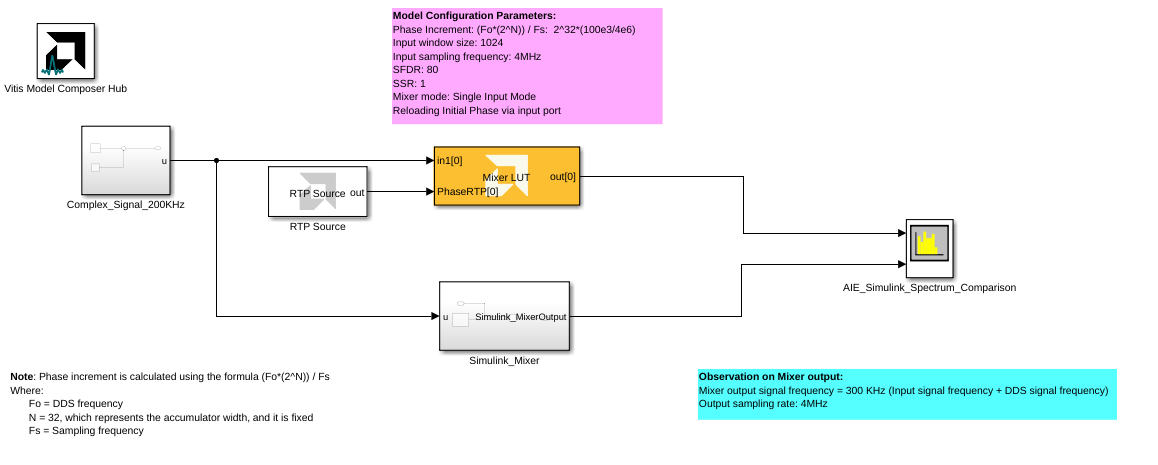 Model Configuration Parameters:
Phase Increment: (Fo*(2^N)) / Fs:  2^32*(100e3/4e6)
Input window size: 1024
Input sampling frequency: 4MHz
SFDR: 80
SSR: 1
Mixer mode: Single Input Mode
Reloading Initial Phase via input port
Vitis Model Composer Hub
u
Complex_Signal_200KHz
RTP Source
out
RTP Source
in1[0]
PhaseRTP[0]
Mixer LUT
out[0]
AIE_Simulink_Spectrum_Comparison
u
Simulink_MixerOutput
Simulink_Mixer
Note: Phase increment is calculated using the formula (Fo*(2^N)) / Fs
Where:
Fo = DDS frequency
N = 32, which represents the accumulator width, and it is fixed
Fs = Sampling frequency
Observation on Mixer output:
Mixer output signal frequency = 300 KHz (Input signal frequency + DDS signal frequency)
Output sampling rate: 4MHz